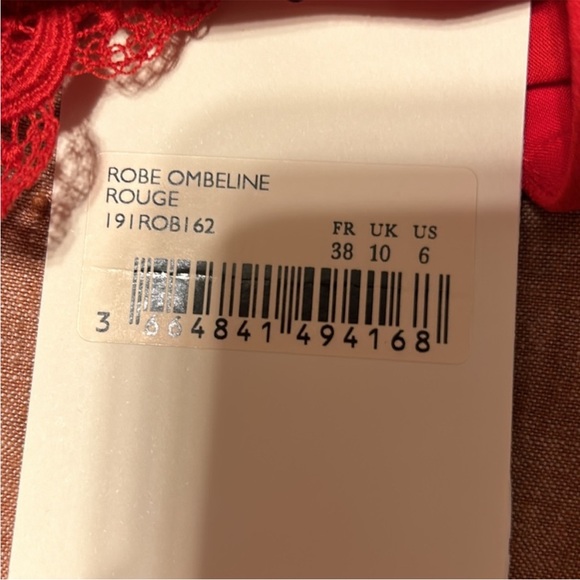 ROBE OMBELINE
ROUGE
191ROB162
FR UK US
38 10 6
3 664841 494168